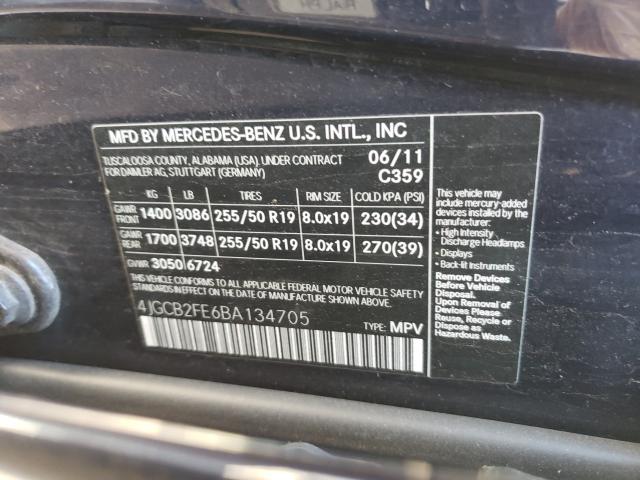 MFD BY MERCEDES-BENZ U.S. INTL., INC
TUSCALOOSA COUNTY, ALABAMA (USA), UNDER CONTRACT 06/11
FOR DAIMLER AG, STUTTGART (GERMANY) C359
KG LB TIRES RIM SIZE COLD KPA (PSI)
GAWR FRONT 1400 3086 255/50 R19 8.0x19 230(34)
GAWR REAR 1700 3748 255/50 R19 8.0x19 270(39)
GVWR 3050 6724
THIS VEHICLE CONFORMS TO ALL APPLICABLE FEDERAL MOTOR VEHICLE SAFETY
STANDARDS IN EFFECT ON THE DATE OF MANUFACTURE SHOWN ABOVE.
4JGCB2FE6BA134705
TYPE: MPV
This vehicle may
include mercury-added
devices installed by the
manufacturer:
• High Intensity
Discharge Headlamps
• Displays
• Back-lit Instruments
Remove Devices
Before Vehicle Disposal.
Upon Removal of
Devices Please
Reuse, Recycle or
Dispose as
Hazardous Waste.